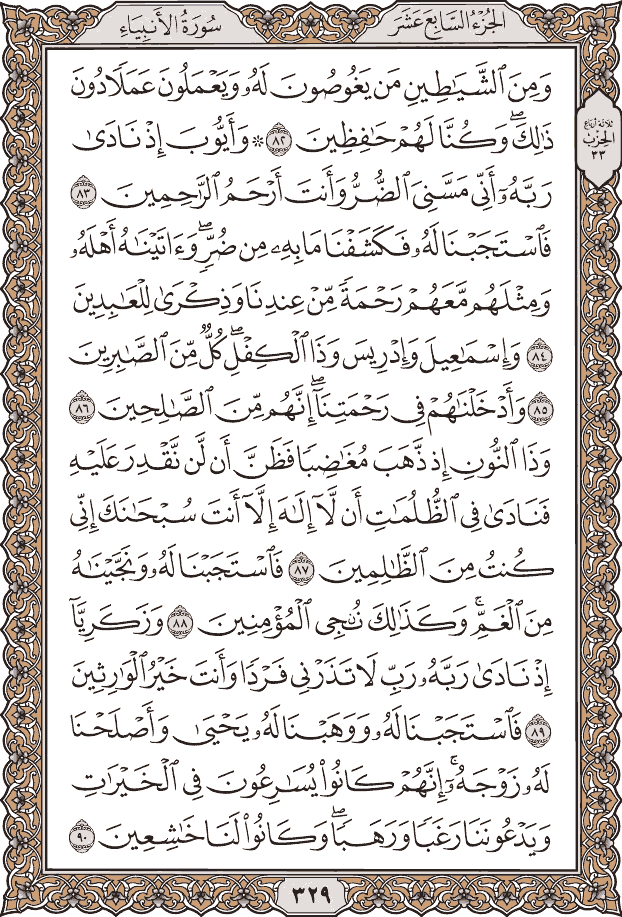 سُورَةُ الأَنبِيَاء
الجُزْءُ السَّابِعَ عَشَرَ
ثَلَاثَةُ أَرْبَاعِ
الحِزْب
٣٣
وَمِنَ ٱلشَّيَٰطِينِ مَن يَغُوصُونَ لَهُۥ وَيَعْمَلُونَ عَمَلًا دُونَ
ذَٰلِكَۖ وَكُنَّا لَهُمْ حَٰفِظِينَ ٨٢ ۞ وَأَيُّوبَ إِذْ نَادَىٰ
رَبَّهُۥٓ أَنِّي مَسَّنِيَ ٱلضُّرُّ وَأَنتَ أَرْحَمُ ٱلرَّٰحِمِينَ ٨٣
فَٱسْتَجَبْنَا لَهُۥ فَكَشَفْنَا مَا بِهِۦ مِن ضُرٍّۖ وَءَاتَيْنَٰهُ أَهْلَهُۥ
وَمِثْلَهُم مَّعَهُمْ رَحْمَةً مِّنْ عِندِنَا وَذِكْرَىٰ لِلْعَٰبِدِينَ
٨٤ وَإِسْمَٰعِيلَ وَإِدْرِيسَ وَذَا ٱلْكِفْلِۖ كُلٌّ مِّنَ ٱلصَّٰبِرِينَ
٨٥ وَأَدْخَلْنَٰهُمْ فِي رَحْمَتِنَآۖ إِنَّهُم مِّنَ ٱلصَّٰلِحِينَ ٨٦
وَذَا ٱلنُّونِ إِذ ذَّهَبَ مُغَٰضِبًا فَظَنَّ أَن لَّن نَّقْدِرَ عَلَيْهِ
فَنَادَىٰ فِي ٱلظُّلُمَٰتِ أَن لَّآ إِلَٰهَ إِلَّآ أَنتَ سُبْحَٰنَكَ إِنِّي
كُنتُ مِنَ ٱلظَّٰلِمِينَ ٨٧ فَٱسْتَجَبْنَا لَهُۥ وَنَجَّيْنَٰهُ
مِنَ ٱلْغَمِّۚ وَكَذَٰلِكَ نُـۨجِي ٱلْمُؤْمِنِينَ ٨٨ وَزَكَرِيَّآ
إِذْ نَادَىٰ رَبَّهُۥ رَبِّ لَا تَذَرْنِي فَرْدًا وَأَنتَ خَيْرُ ٱلْوَٰرِثِينَ
٨٩ فَٱسْتَجَبْنَا لَهُۥ وَوَهَبْنَا لَهُۥ يَحْيَىٰ وَأَصْلَحْنَا
لَهُۥ زَوْجَهُۥٓۚ إِنَّهُمْ كَانُوا۟ يُسَٰرِعُونَ فِي ٱلْخَيْرَٰتِ
وَيَدْعُونَنَا رَغَبًا وَرَهَبًاۖ وَكَانُوا۟ لَنَا خَٰشِعِينَ ٩٠
٣٢٩